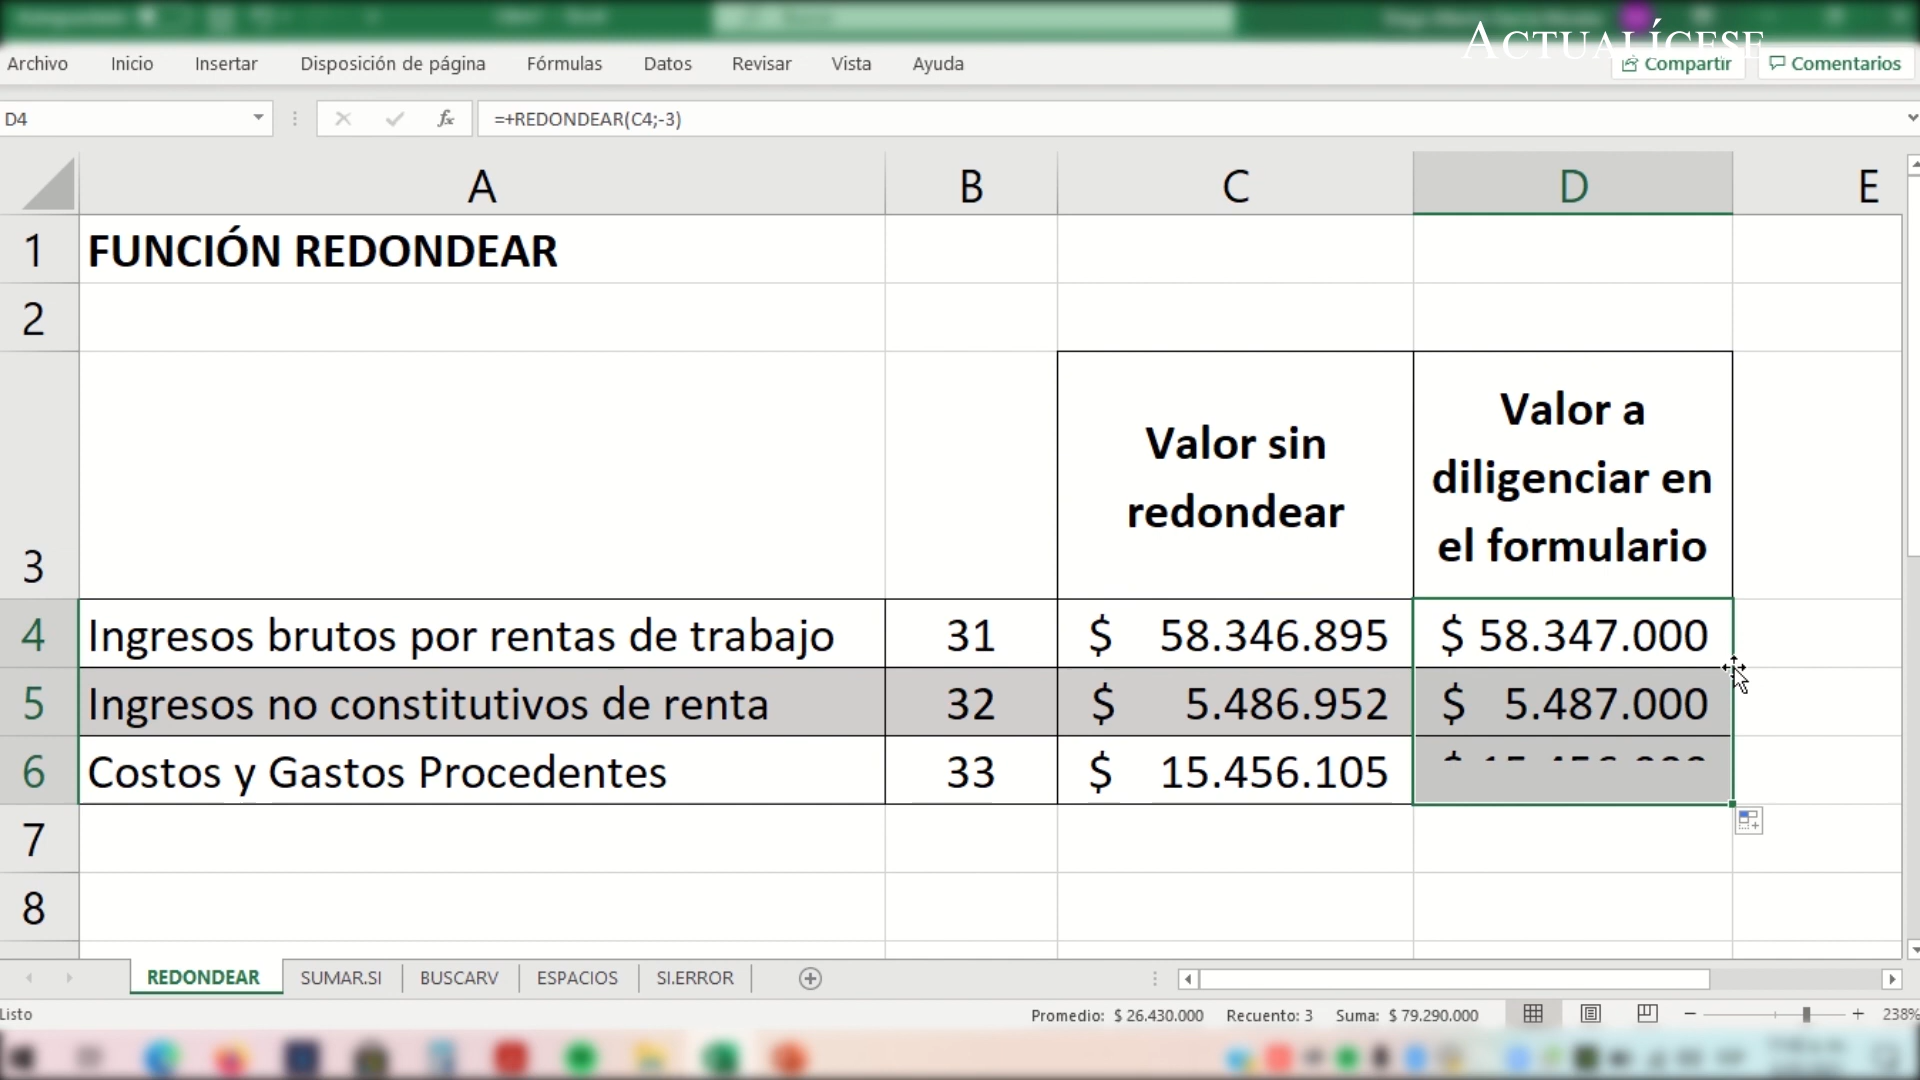 ACTUALÍCESE
Archivo Inicio Insertar Disposición de página Fórmulas Datos Revisar Vista Ayuda Compartir Comentarios
D4 fx =+REDONDEAR(C4;-3)
A B C D E
1 FUNCIÓN REDONDEAR
2
Valor sin
redondear
Valor a
diligenciar en
el formulario
3
4 Ingresos brutos por rentas de trabajo 31 $ 58.346.895 $ 58.347.000
5 Ingresos no constitutivos de renta 32 $ 5.486.952 $ 5.487.000
6 Costos y Gastos Procedentes 33 $ 15.456.105
7
8
REDONDEAR SUMAR.SI BUSCARV ESPACIOS SI.ERROR
Listo Promedio: $ 26.430.000 Recuento: 3 Suma: $ 79.290.000 238%